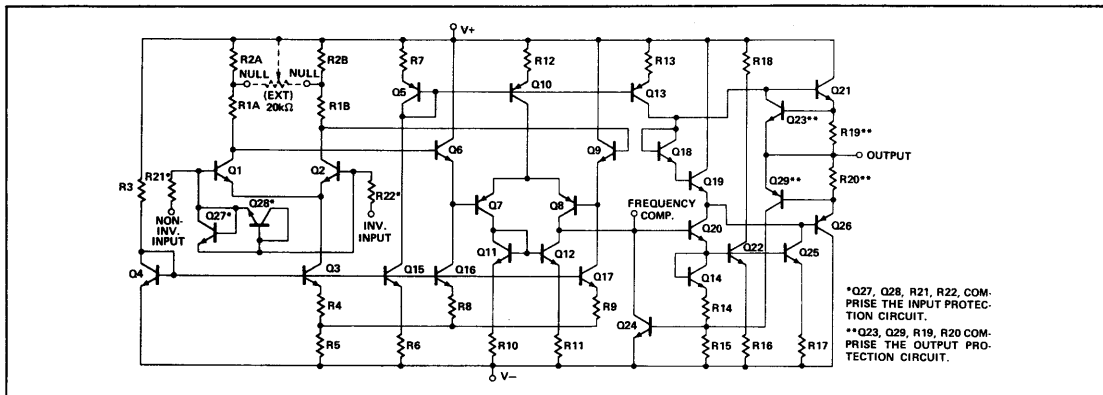 V+
R2A
R2B
R7
R12
R13
R18
NULL
NULL
(EXT)
20kΩ
Q5
Q10
Q13
Q21
Q23**
R1A
R1B
R19**
Q6
Q9
Q18
OUTPUT
Q1
Q2
Q19
R20**
R3
R21*
R22*
Q29**
Q28*
Q7
Q8
FREQUENCY
COMP.
Q27*
NON-
INV.
INPUT
INV.
INPUT
Q20
Q26
Q11
Q12
Q22
Q25
Q4
Q3
Q15
Q16
Q17
Q14
R4
R8
R9
R14
Q24
R5
R6
R10
R11
R15
R16
R17
V−
*Q27, Q28, R21, R22, COM-
PRISE THE INPUT PROTEC-
TION CIRCUIT.
**Q23, Q29, R19, R20 COM-
PRISE THE OUTPUT PRO-
TECTION CIRCUIT.